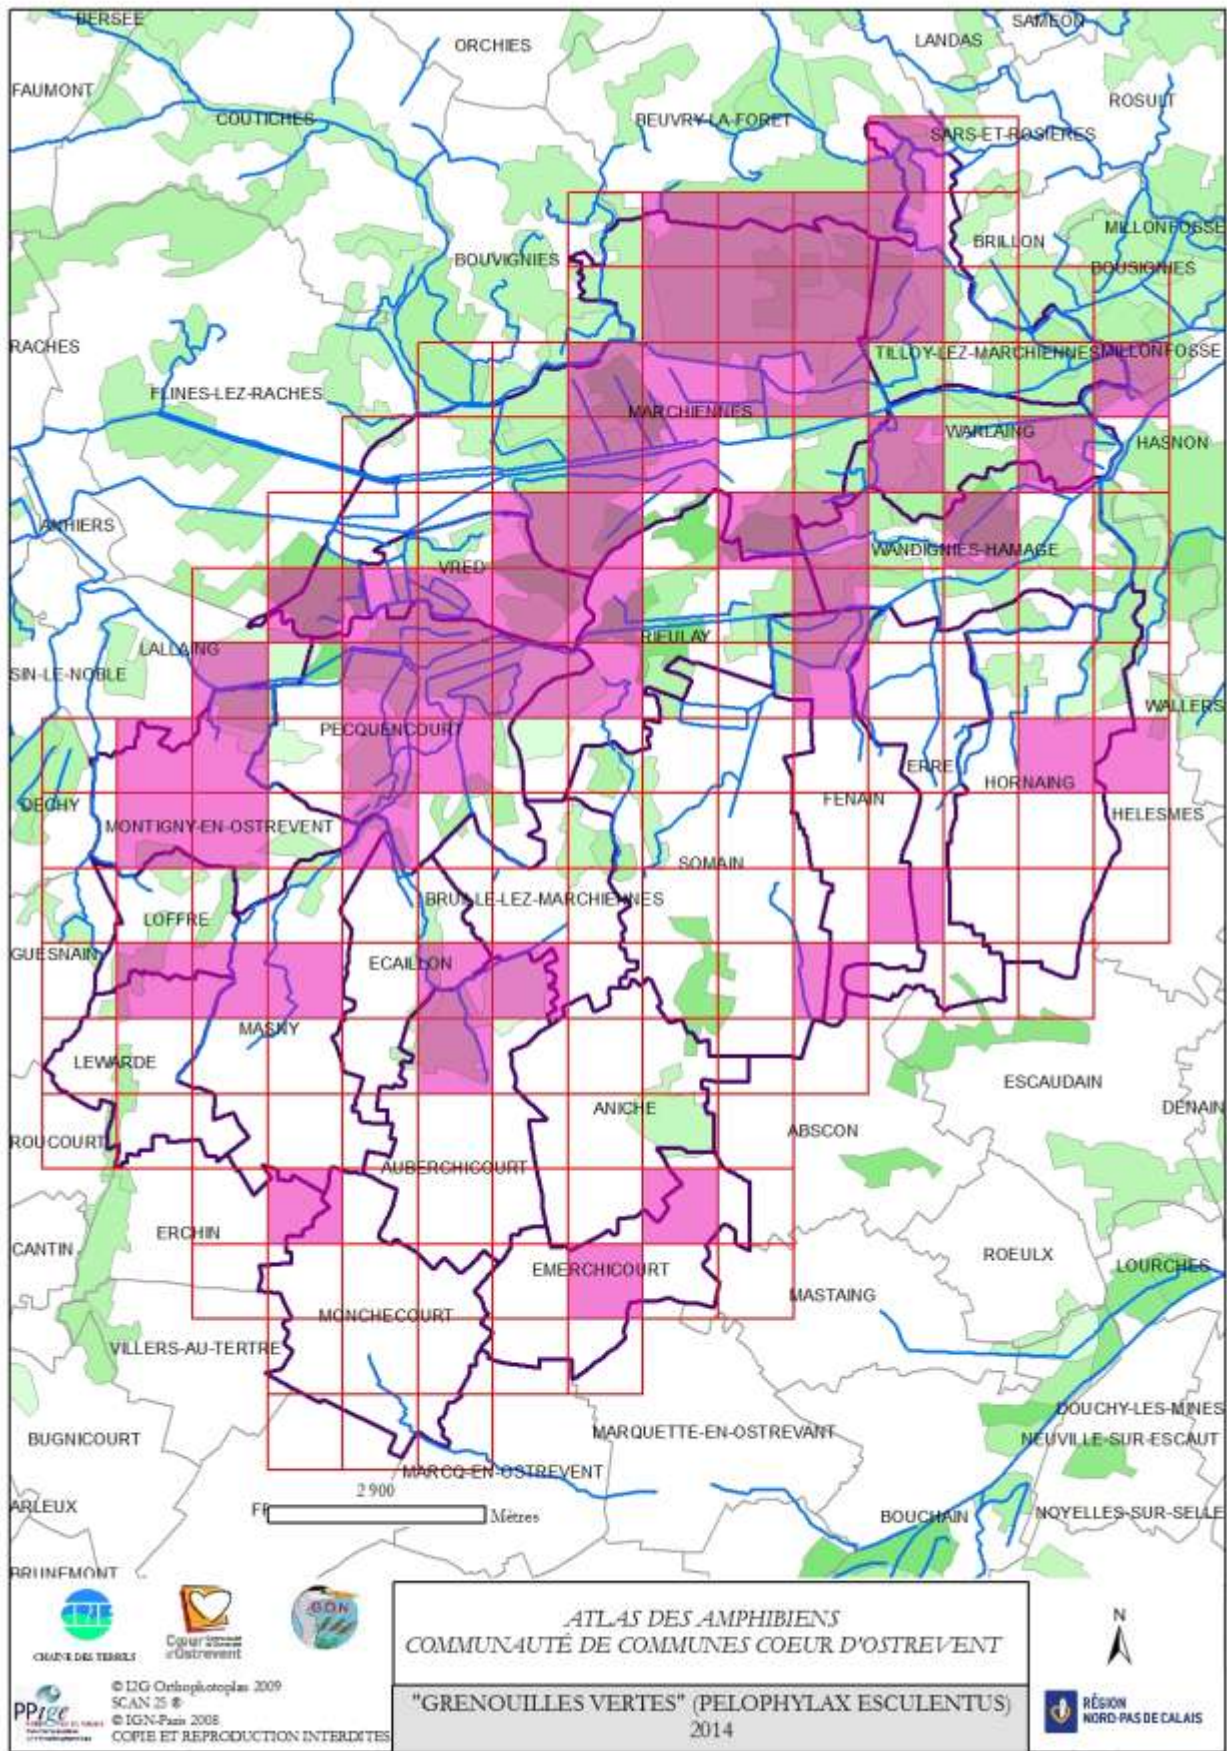 BERSEE
SAMEON
ORCHIES
LANDAS
FAUMONT
ROSULT
COUTICHES
BEUVRY-LA-FORET
SARS-ET-ROSIERES
MILLONFOSSE
BRILLON
BOUVIGNIES
BOUSIGNIES
RACHES
TILLOY-LEZ-MARCHIENNES
MILLONFOSSE
FLINES-LEZ-RACHES
MARCHIENNES
WARLAING
HASNON
ANHIERS
WANDIGNIES-HAMAGE
VRED
RIEULAY
LALLAING
SIN-LE-NOBLE
WALLERS
PECQUENCOURT
ERRE
HORNAING
DECHY
FENAIN
HELESMES
MONTIGNY-EN-OSTREVENT
SOMAIN
BRUILLE-LEZ-MARCHIENNES
LOFFRE
GUESNAIN
ECAILLON
MASNY
LEWARDE
ESCAUDAIN
ANICHE
DENAIN
ABSCON
ROUCOURT
AUBERCHICOURT
ERCHIN
CANTIN
ROEULX
EMERCHICOURT
LOURCHES
MASTAING
MONCHECOURT
VILLERS-AU-TERTRE
DOUCHY-LES-MINES
BUGNICOURT
MARQUETTE-EN-OSTREVANT
NEUVILLE-SUR-ESCAUT
MARCQ-EN-OSTREVENT
2 900
ARLEUX
FR
Mètres
BOUCHAIN
NOYELLES-SUR-SELLE
BRUNEMONT
GON
CHAINE DES TERRILS
Cœur d'Ostrevent
ATLAS DES AMPHIBIENS
COMMUNAUTÉ DE COMMUNES COEUR D'OSTREVENT
N
PPige
© I2G Orthophotoplan 2009
SCAN 25 ®
© IGN-Paris 2008
COPIE ET REPRODUCTION INTERDITES
"GRENOUILLES VERTES" (PELOPHYLAX ESCULENTUS)
2014
RÉGION
NORD-PAS DE CALAIS